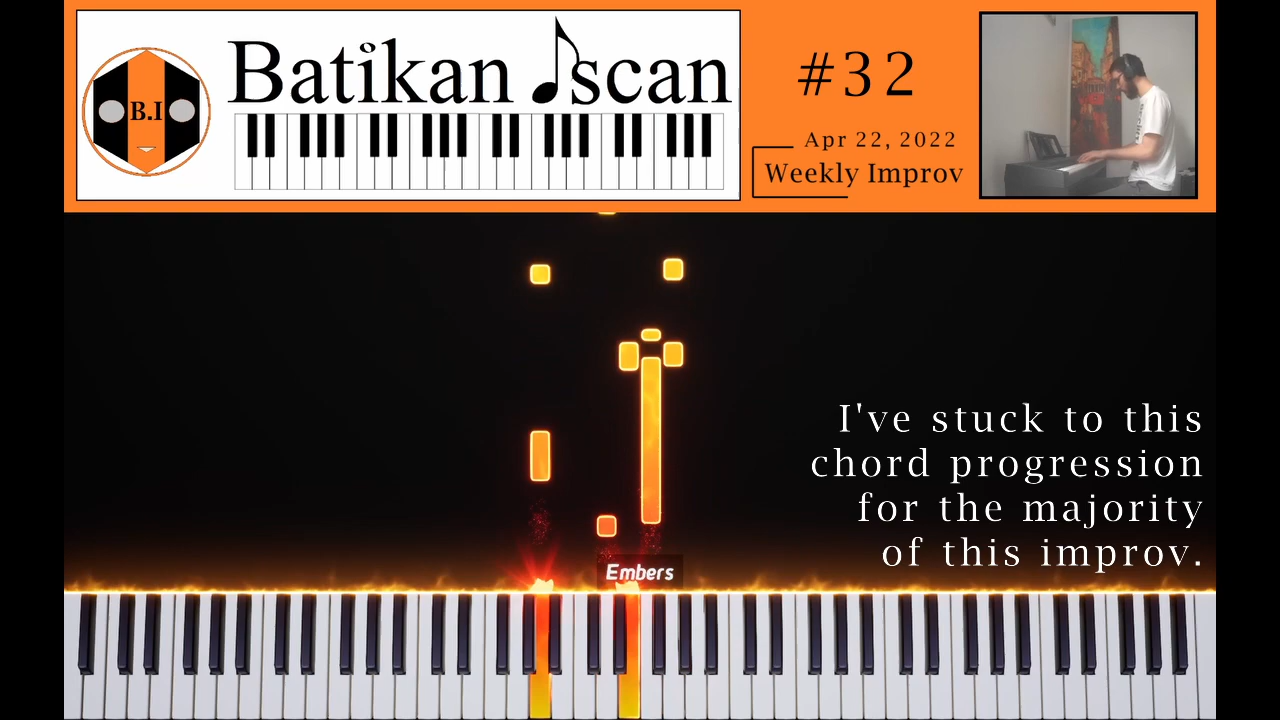 B.I
Batikan Iscan
#32
Apr 22, 2022
Weekly Improv
I've stuck to this
chord progression
for the majority
of this improv.
Embers